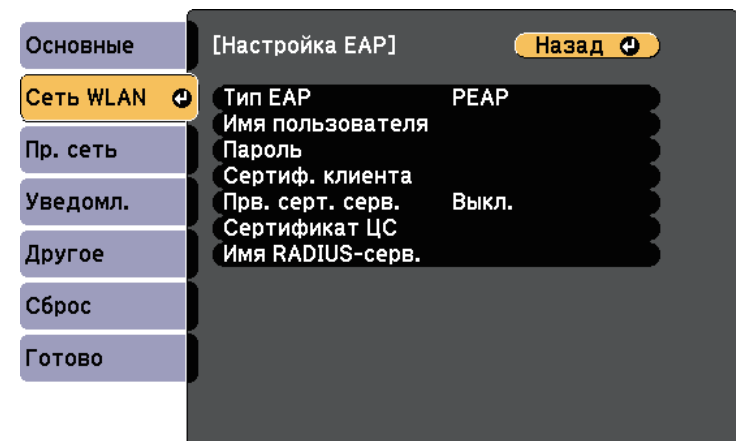 Основные
Сеть WLAN
Пр. сеть
Уведомл.
Другое
Сброс
Готово
[Настройка EAP]
Назад
Тип EAP PEAP
Имя пользователя
Пароль
Сертиф. клиента
Прв. серт. серв. Выкл.
Сертификат ЦС
Имя RADIUS-серв.